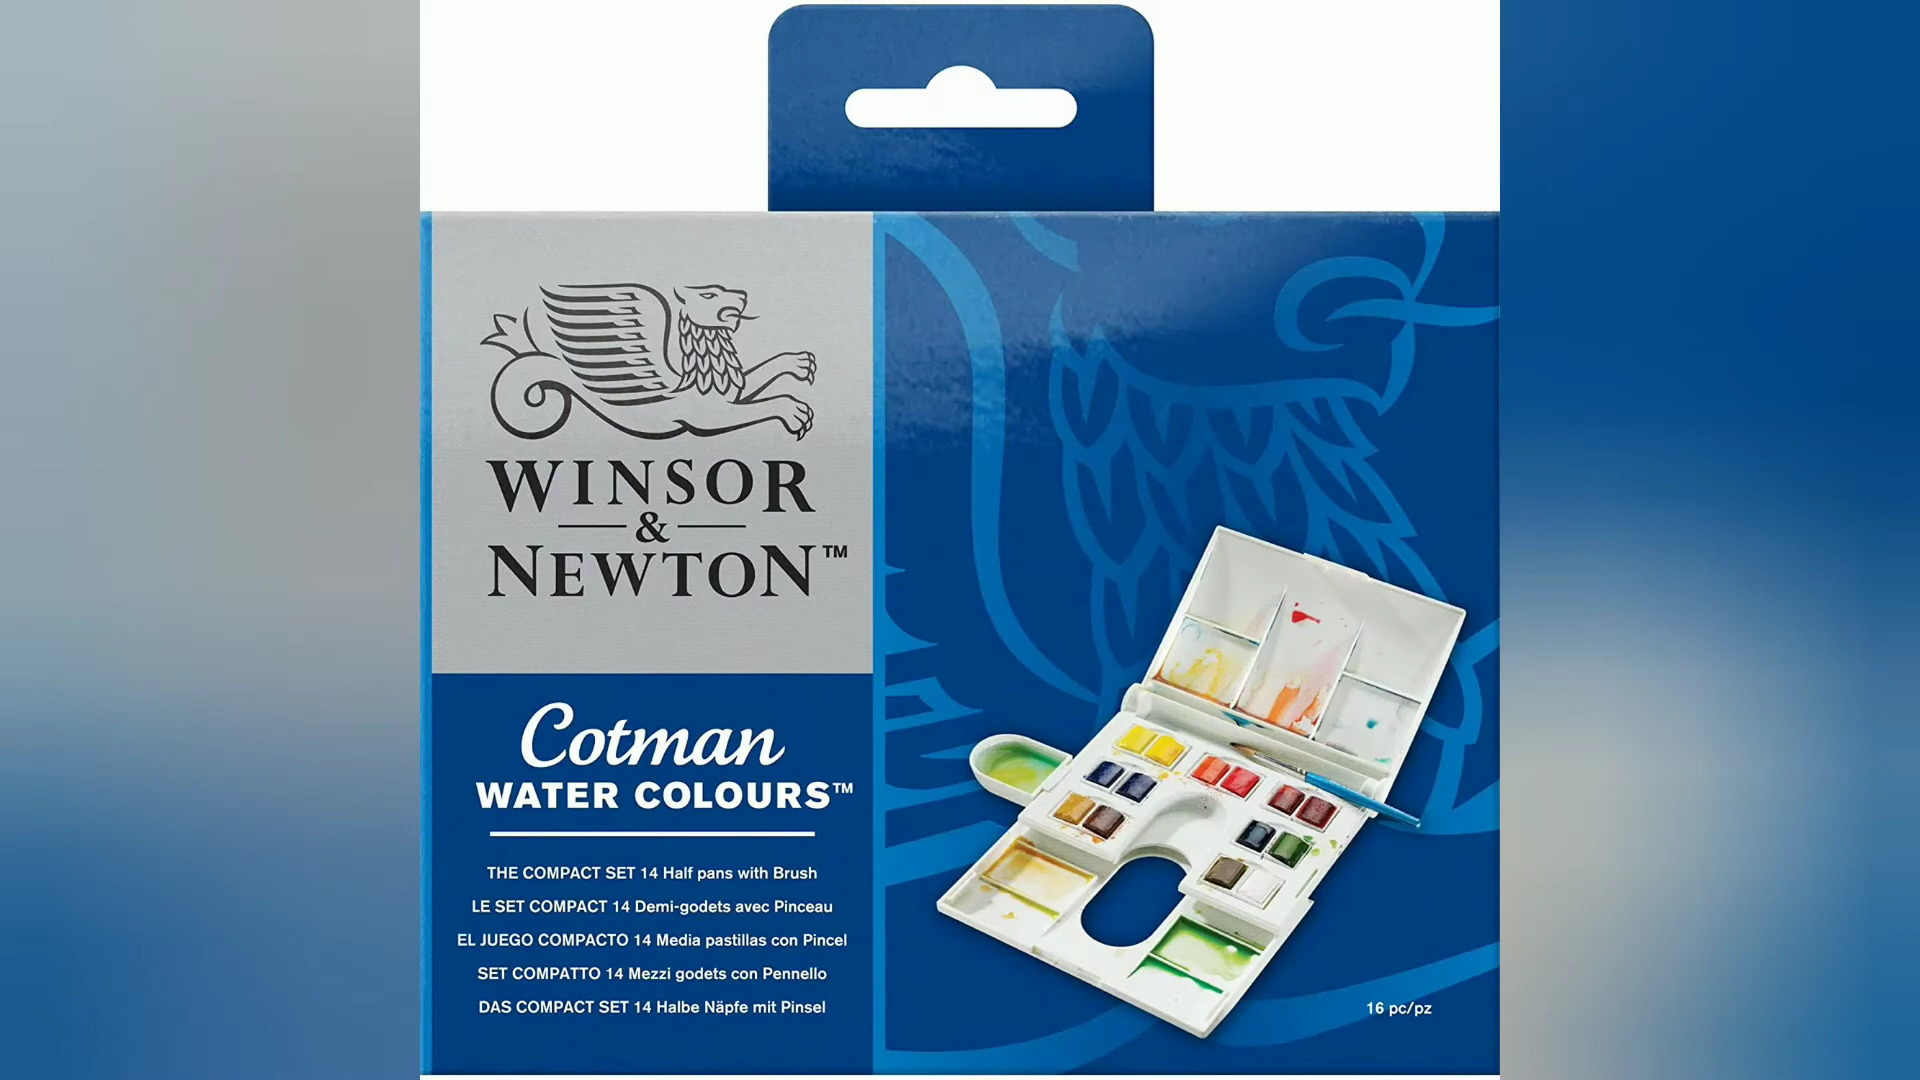 WINSOR
&
NEWTON™
Cotman
WATER COLOURS™
THE COMPACT SET 14 Half pans with Brush
LE SET COMPACT 14 Demi-godets avec Pinceau
EL JUEGO COMPACTO 14 Media pastillas con Pincel
SET COMPATTO 14 Mezzi godets con Pennello
DAS COMPACT SET 14 Halbe Näpfe mit Pinsel
16 pc/pz